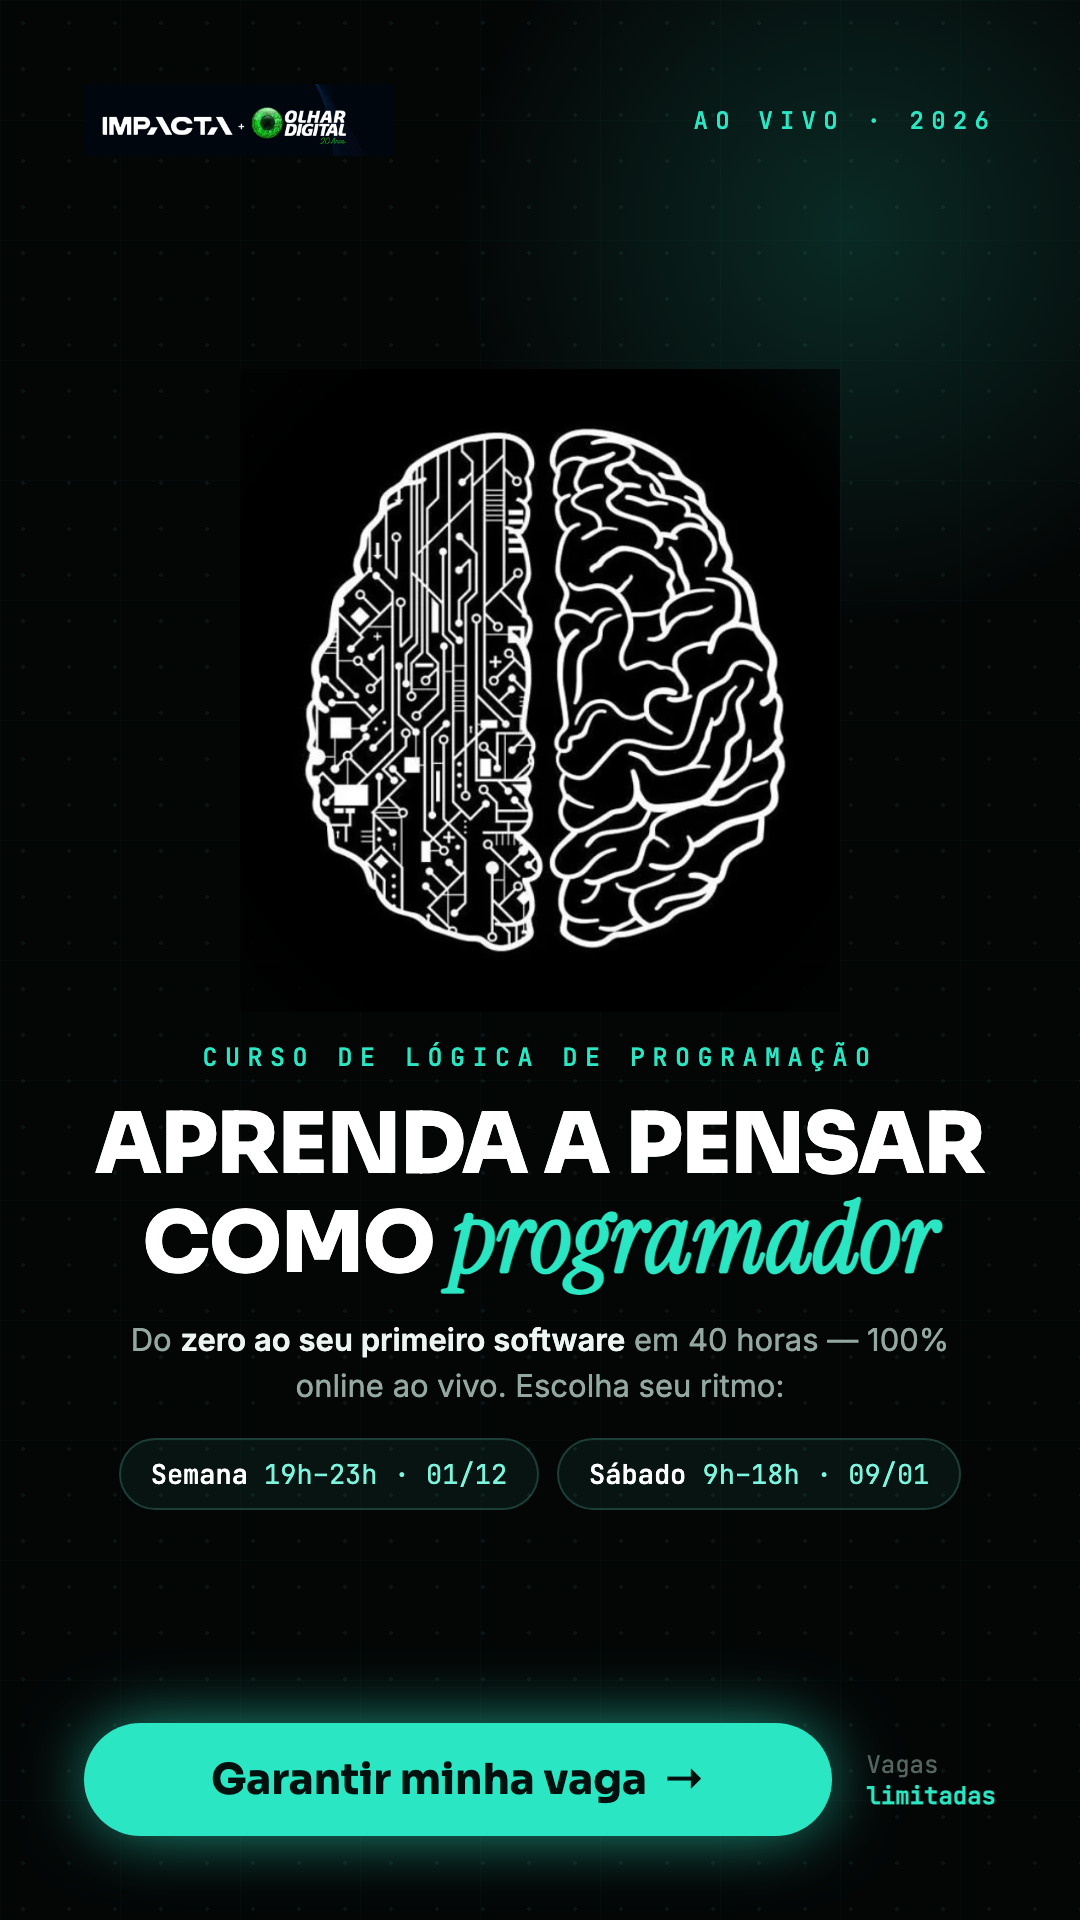 IMPACTA + OLHAR DIGITAL
20 Anos
AO VIVO · 2026
CURSO DE LÓGICA DE PROGRAMAÇÃO
APRENDA A PENSAR
COMO programador
Do zero ao seu primeiro software em 40 horas — 100%
online ao vivo. Escolha seu ritmo:
Semana 19h–23h · 01/12
Sábado 9h–18h · 09/01
Garantir minha vaga →
Vagas
limitadas